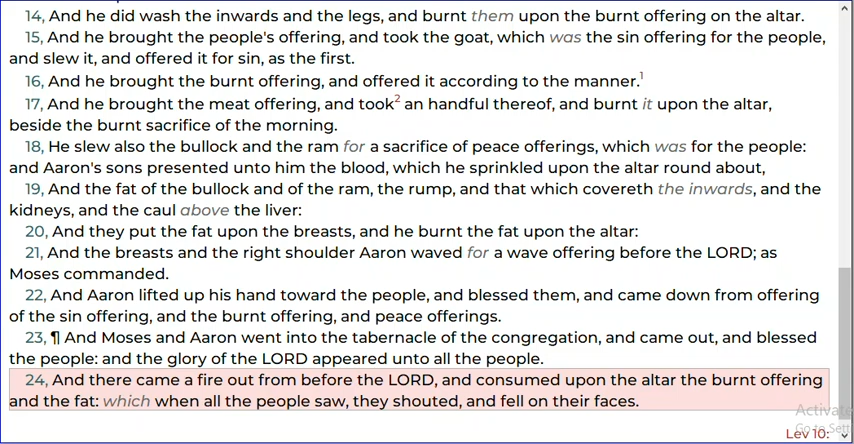 14, And he did wash the inwards and the legs, and burnt them upon the burnt offering on the altar.
15, And he brought the people's offering, and took the goat, which was the sin offering for the people,
and slew it, and offered it for sin, as the first.
16, And he brought the burnt offering, and offered it according to the manner.1
17, And he brought the meat offering, and took2 an handful thereof, and burnt it upon the altar,
beside the burnt sacrifice of the morning.
18, He slew also the bullock and the ram for a sacrifice of peace offerings, which was for the people:
and Aaron's sons presented unto him the blood, which he sprinkled upon the altar round about,
19, And the fat of the bullock and of the ram, the rump, and that which covereth the inwards, and the
kidneys, and the caul above the liver:
20, And they put the fat upon the breasts, and he burnt the fat upon the altar:
21, And the breasts and the right shoulder Aaron waved for a wave offering before the LORD; as
Moses commanded.
22, And Aaron lifted up his hand toward the people, and blessed them, and came down from offering
of the sin offering, and the burnt offering, and peace offerings.
23, ¶ And Moses and Aaron went into the tabernacle of the congregation, and came out, and blessed
the people: and the glory of the LORD appeared unto all the people.
24, And there came a fire out from before the LORD, and consumed upon the altar the burnt offering
and the fat: which when all the people saw, they shouted, and fell on their faces.
Activate
Go to Sett
Lev 10: